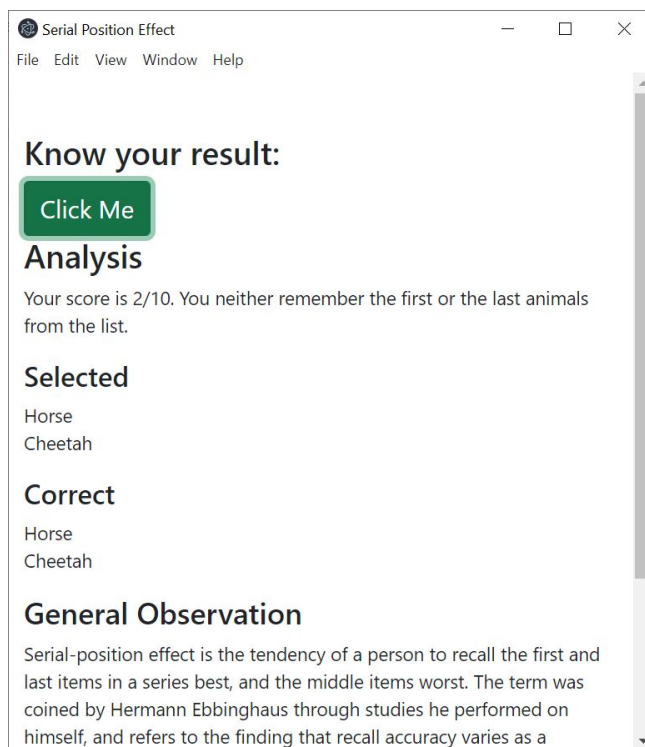 Serial Position Effect
File Edit View Window Help
Know your result:
Click Me
Analysis
Your score is 2/10. You neither remember the first or the last animals
from the list.
Selected
Horse
Cheetah
Correct
Horse
Cheetah
General Observation
Serial-position effect is the tendency of a person to recall the first and
last items in a series best, and the middle items worst. The term was
coined by Hermann Ebbinghaus through studies he performed on
himself, and refers to the finding that recall accuracy varies as a